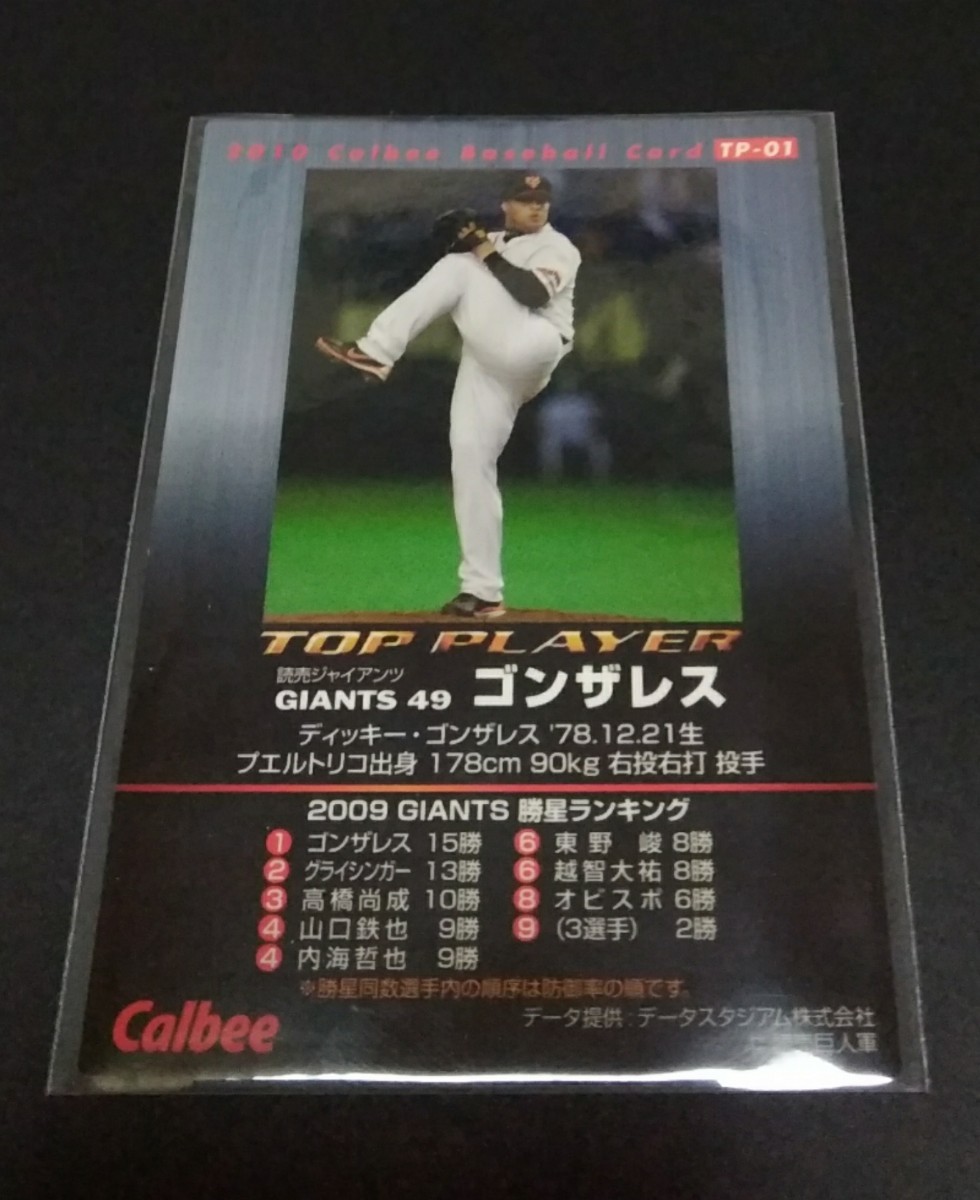 2010 Calbee Baseball Card TP-01
TOP PLAYER
読売ジャイアンツ
GIANTS 49 ゴンザレス
ディッキー・ゴンザレス '78.12.21生
プエルトリコ出身 178cm 90kg 右投右打 投手
2009 GIANTS 勝星ランキング
1 ゴンザレス 15勝
2 グライシンガー 13勝
3 高橋尚成 10勝
4 山口鉄也 9勝
4 内海哲也 9勝
6 東野 峻 8勝
6 越智大祐 8勝
8 オビスポ 6勝
9 (3選手) 2勝
※勝星同数選手内の順序は防御率の順です。
Calbee
データ提供:データスタジアム株式会社
巨人軍